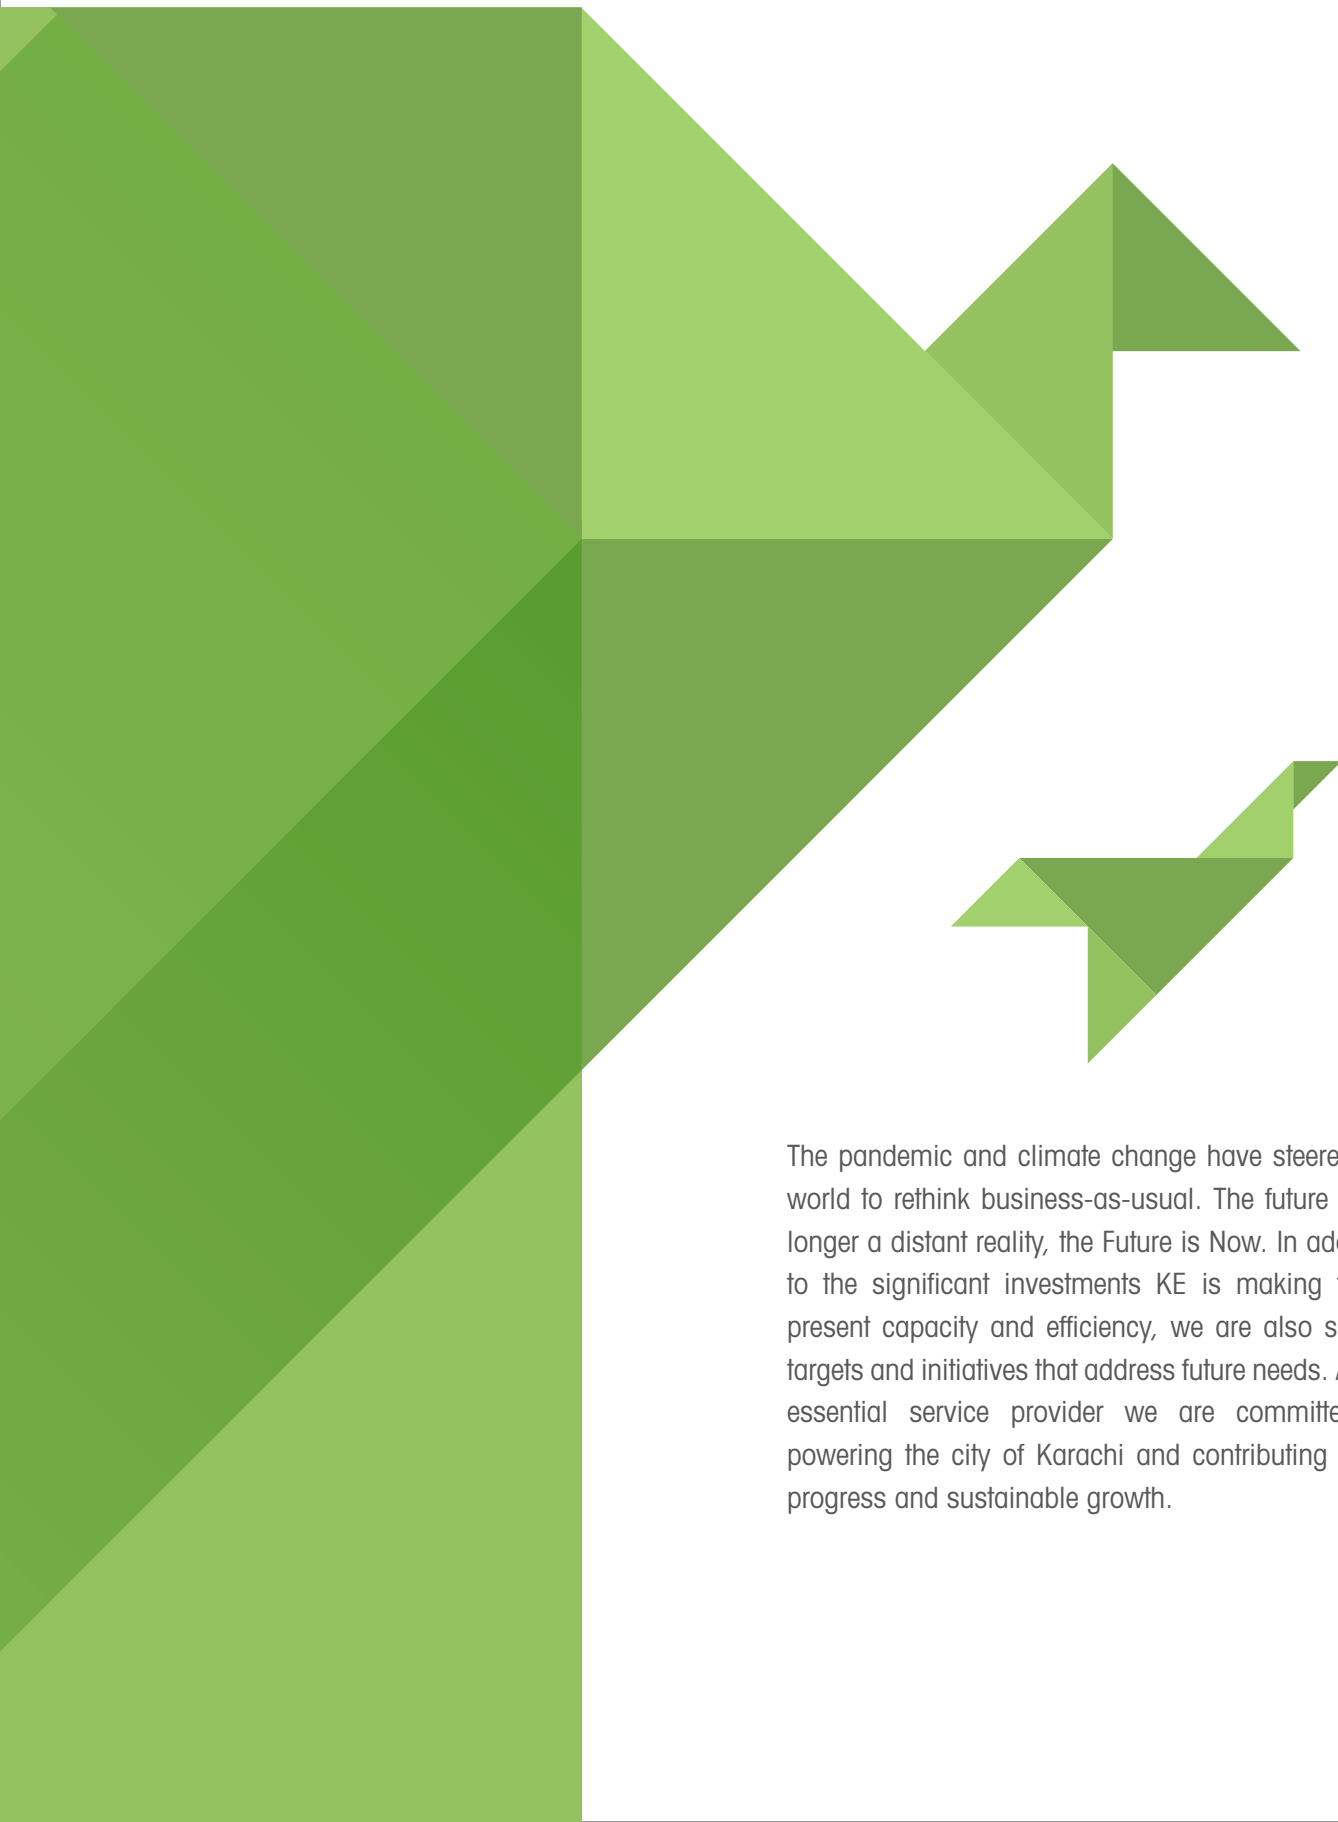 The pandemic and climate change have steere
world to rethink business-as-usual. The future
longer a distant reality, the Future is Now. In add
to the significant investments KE is making
present capacity and efficiency, we are also s
targets and initiatives that address future needs. A
essential service provider we are committe
powering the city of Karachi and contributing
progress and sustainable growth.